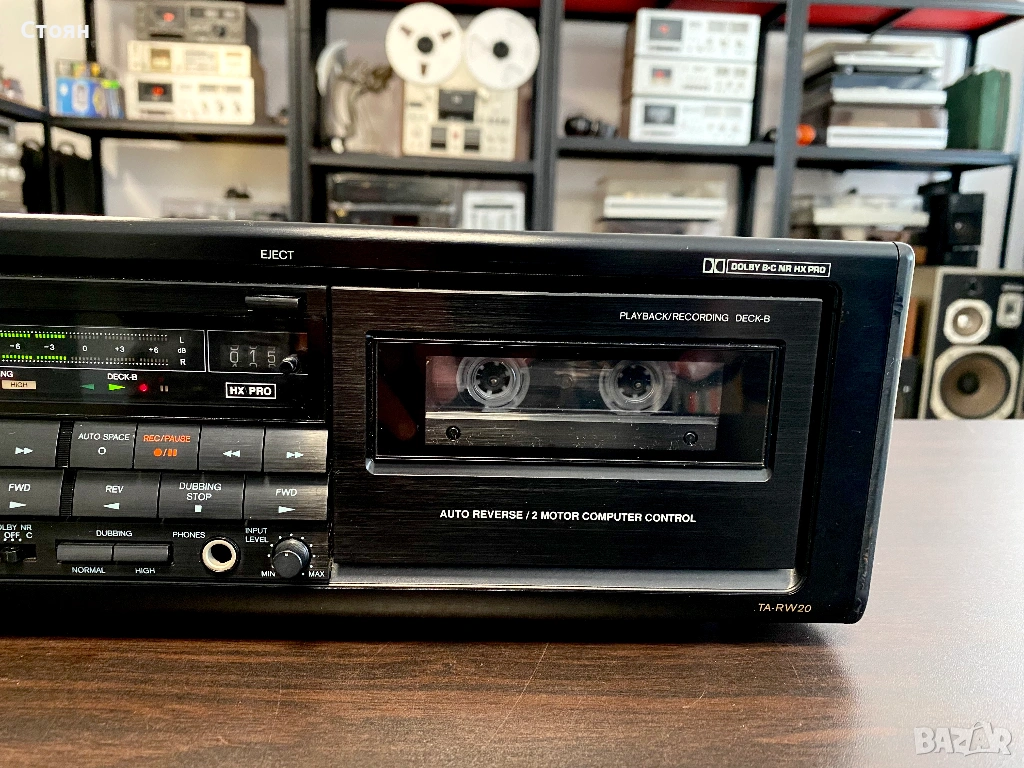 Стоян
EJECT
DOLBY B-C NR HX PRO
PLAYBACK/RECORDING DECK-B
-6 -3 0 +3 +6
L
dB
R
015
HIGH
DECK-B
HX PRO
AUTO SPACE
REC/PAUSE
FWD
REV
DUBBING
STOP
FWD
AUTO REVERSE / 2 MOTOR COMPUTER CONTROL
OFF C
DUBBING
PHONES
INPUT
LEVEL
NORMAL
HIGH
MIN
MAX
TA-RW20
BAZAR